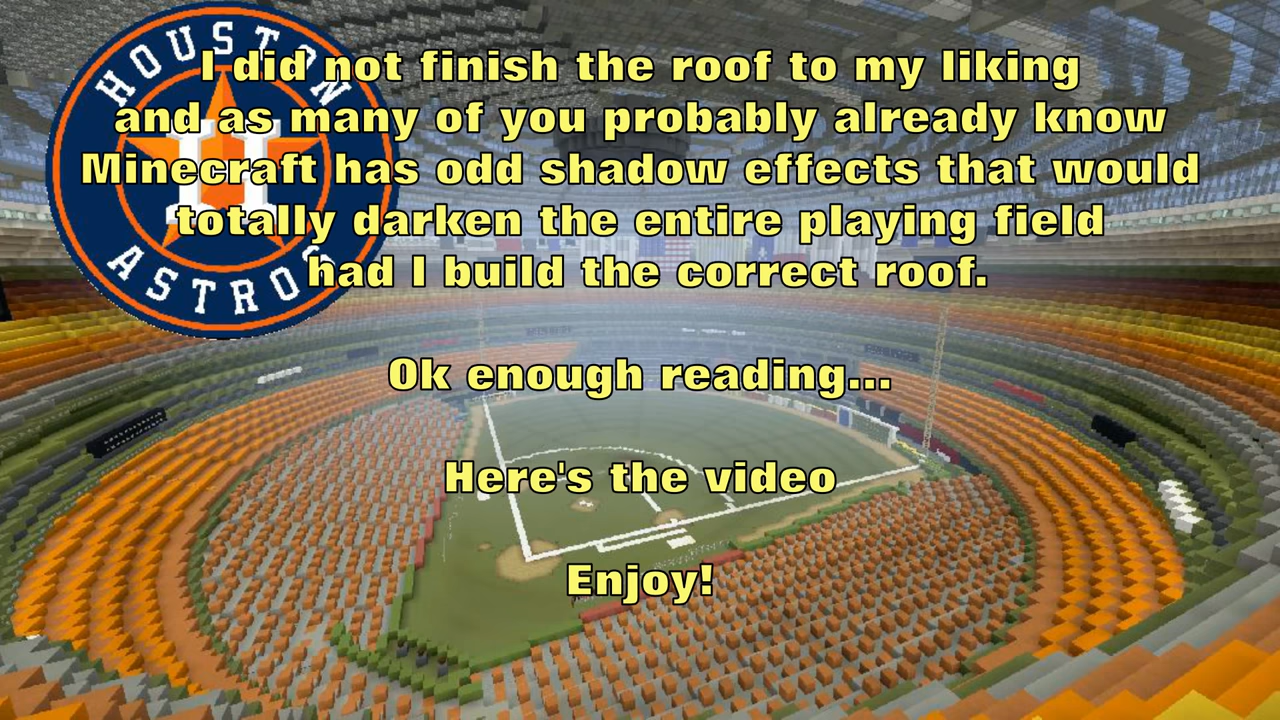 HOUSTON
ASTROS
H
I did not finish the roof to my liking
and as many of you probably already know
Minecraft has odd shadow effects that would
totally darken the entire playing field
had I build the correct roof.
Ok enough reading...
Here's the video
Enjoy!